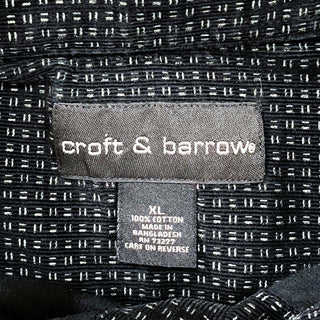 croft & barrow®
XL
100% COTTON
MADE IN
BANGLADESH
RN 73277
CARE ON REVERSE